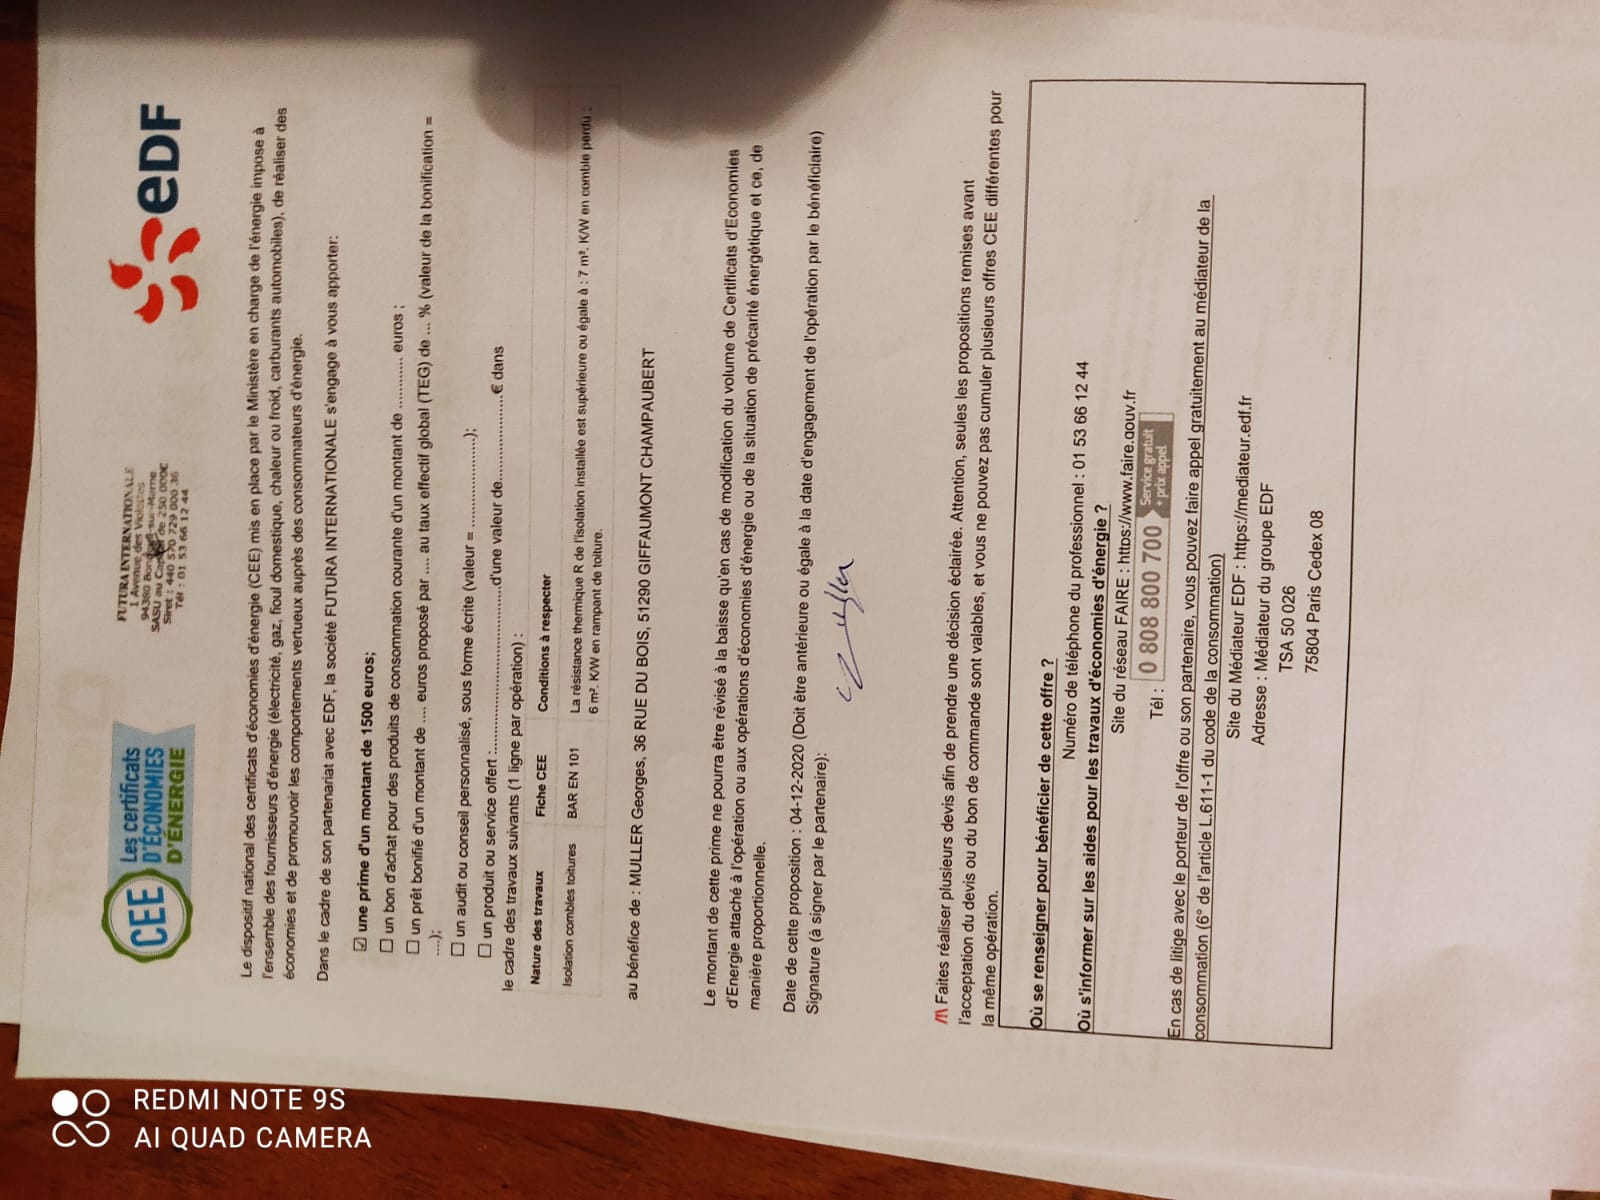 CEE
Les certificats
D'ÉCONOMIES
D'ÉNERGIE
FUTURA INTERNATIONALE
1 Avenue des Violettes
94380 Bonneuil-sur-Marne
SASU au Capital de 250 000€
Siret : 440 570 729 000 36
Tél : 01 53 66 12 44
eDF
Le dispositif national des certificats d'économies d'énergie (CEE) mis en place par le Ministère en charge de l'énergie impose à
l'ensemble des fournisseurs d'énergie (électricité, gaz, fioul domestique, chaleur ou froid, carburants automobiles), de réaliser des
économies et de promouvoir les comportements vertueux auprès des consommateurs d'énergie.
Dans le cadre de son partenariat avec EDF, la société FUTURA INTERNATIONALE s'engage à vous apporter:
☑ une prime d'un montant de 1500 euros;
☐ un bon d'achat pour des produits de consommation courante d'un montant de ............ euros ;
☐ un prêt bonifié d'un montant de .... euros proposé par .... au taux effectif global (TEG) de ... % (valeur de la bonification =
....);
☐ un audit ou conseil personnalisé, sous forme écrite (valeur = ....................);
☐ un produit ou service offert :........................................d'une valeur de....................€ dans
le cadre des travaux suivants (1 ligne par opération) :
Nature des travaux Fiche CEE Conditions à respecter
Isolation combles toitures BAR EN 101 La résistance thermique R de l'isolation installée est supérieure ou égale à : 7 m². K/W en comble perdu ;
6 m². K/W en rampant de toiture.
au bénéfice de : MULLER Georges, 36 RUE DU BOIS, 51290 GIFFAUMONT CHAMPAUBERT
Le montant de cette prime ne pourra être révisé à la baisse qu'en cas de modification du volume de Certificats d'Economies
d'Energie attaché à l'opération ou aux opérations d'économies d'énergie ou de la situation de précarité énergétique et ce, de
manière proportionnelle.
Date de cette proposition : 04-12-2020 (Doit être antérieure ou égale à la date d'engagement de l'opération par le bénéficiaire)
Signature (à signer par le partenaire):
Faites réaliser plusieurs devis afin de prendre une décision éclairée. Attention, seules les propositions remises avant
l'acceptation du devis ou du bon de commande sont valables, et vous ne pouvez pas cumuler plusieurs offres CEE différentes pour
la même opération.
Où se renseigner pour bénéficier de cette offre ?
Numéro de téléphone du professionnel : 01 53 66 12 44
Où s'informer sur les aides pour les travaux d'économies d'énergie ?
Site du réseau FAIRE : https://www.faire.gouv.fr
Tél : 0 808 800 700 Service gratuit
+ prix appel
En cas de litige avec le porteur de l'offre ou son partenaire, vous pouvez faire appel gratuitement au médiateur de la
consommation (6° de l'article L.611-1 du code de la consommation)
Site du Médiateur EDF : https://mediateur.edf.fr
Adresse : Médiateur du groupe EDF
TSA 50 026
75804 Paris Cedex 08
REDMI NOTE 9S
AI QUAD CAMERA